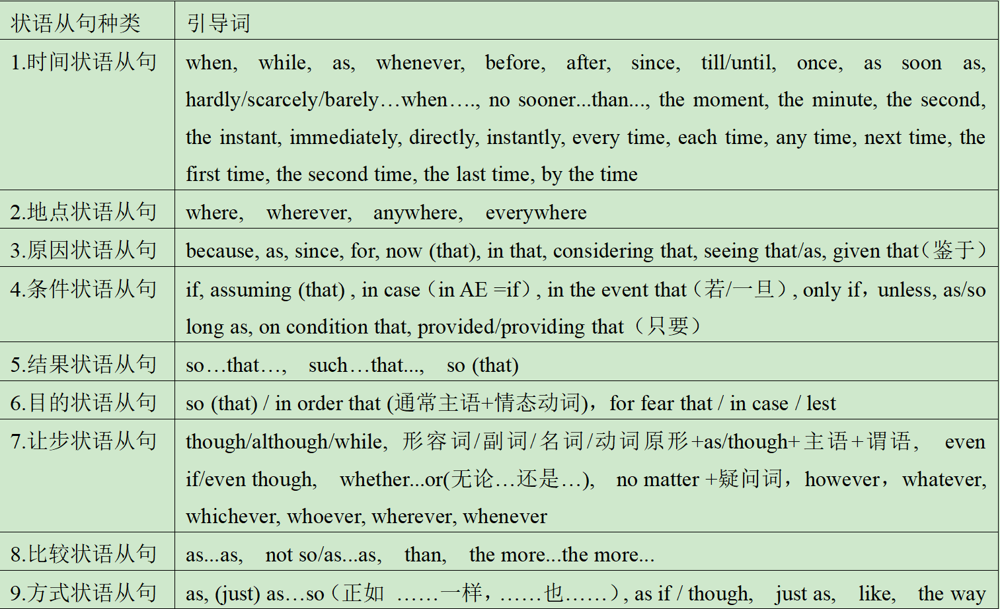 状语从句种类 引导词
1.时间状语从句 when, while, as, whenever, before, after, since, till/until, once, as soon as,
hardly/scarcely/barely…when…., no sooner...than..., the moment, the minute, the second,
the instant, immediately, directly, instantly, every time, each time, any time, next time, the
first time, the second time, the last time, by the time
2.地点状语从句 where, wherever, anywhere, everywhere
3.原因状语从句 because, as, since, for, now (that), in that, considering that, seeing that/as, given that（鉴于）
4.条件状语从句 if, assuming (that) , in case（in AE =if）, in the event that（若/一旦）, only if，unless, as/so
long as, on condition that, provided/providing that（只要）
5.结果状语从句 so…that…, such…that..., so (that)
6.目的状语从句 so (that) / in order that (通常主语+情态动词)，for fear that / in case / lest
7.让步状语从句 though/although/while, 形容词/副词/名词/动词原形+as/though+主语+谓语, even
if/even though, whether...or(无论…还是…), no matter +疑问词，however，whatever,
whichever, whoever, wherever, whenever
8.比较状语从句 as...as, not so/as...as, than, the more...the more...
9.方式状语从句 as, (just) as…so（正如 ……一样，……也……）, as if / though, just as, like, the way